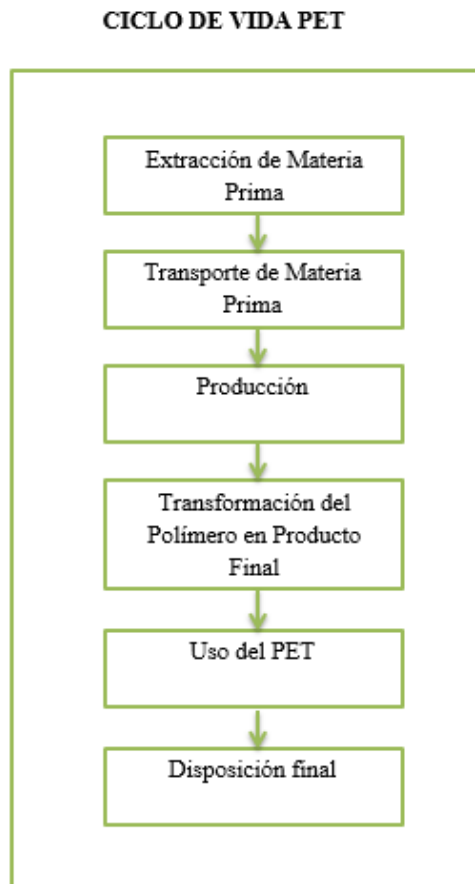 CICLO DE VIDA PET
Extracción de Materia
Prima
Transporte de Materia
Prima
Producción
Transformación del
Polímero en Producto
Final
Uso del PET
Disposición final